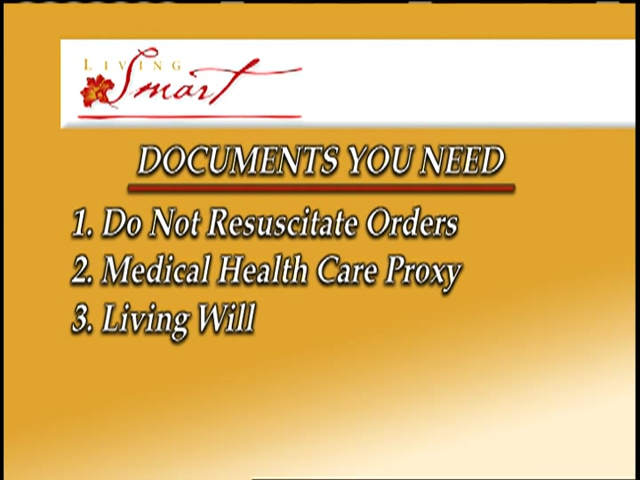 LIVING
Smart
DOCUMENTS YOU NEED
1. Do Not Resuscitate Orders
2. Medical Health Care Proxy
3. Living Will